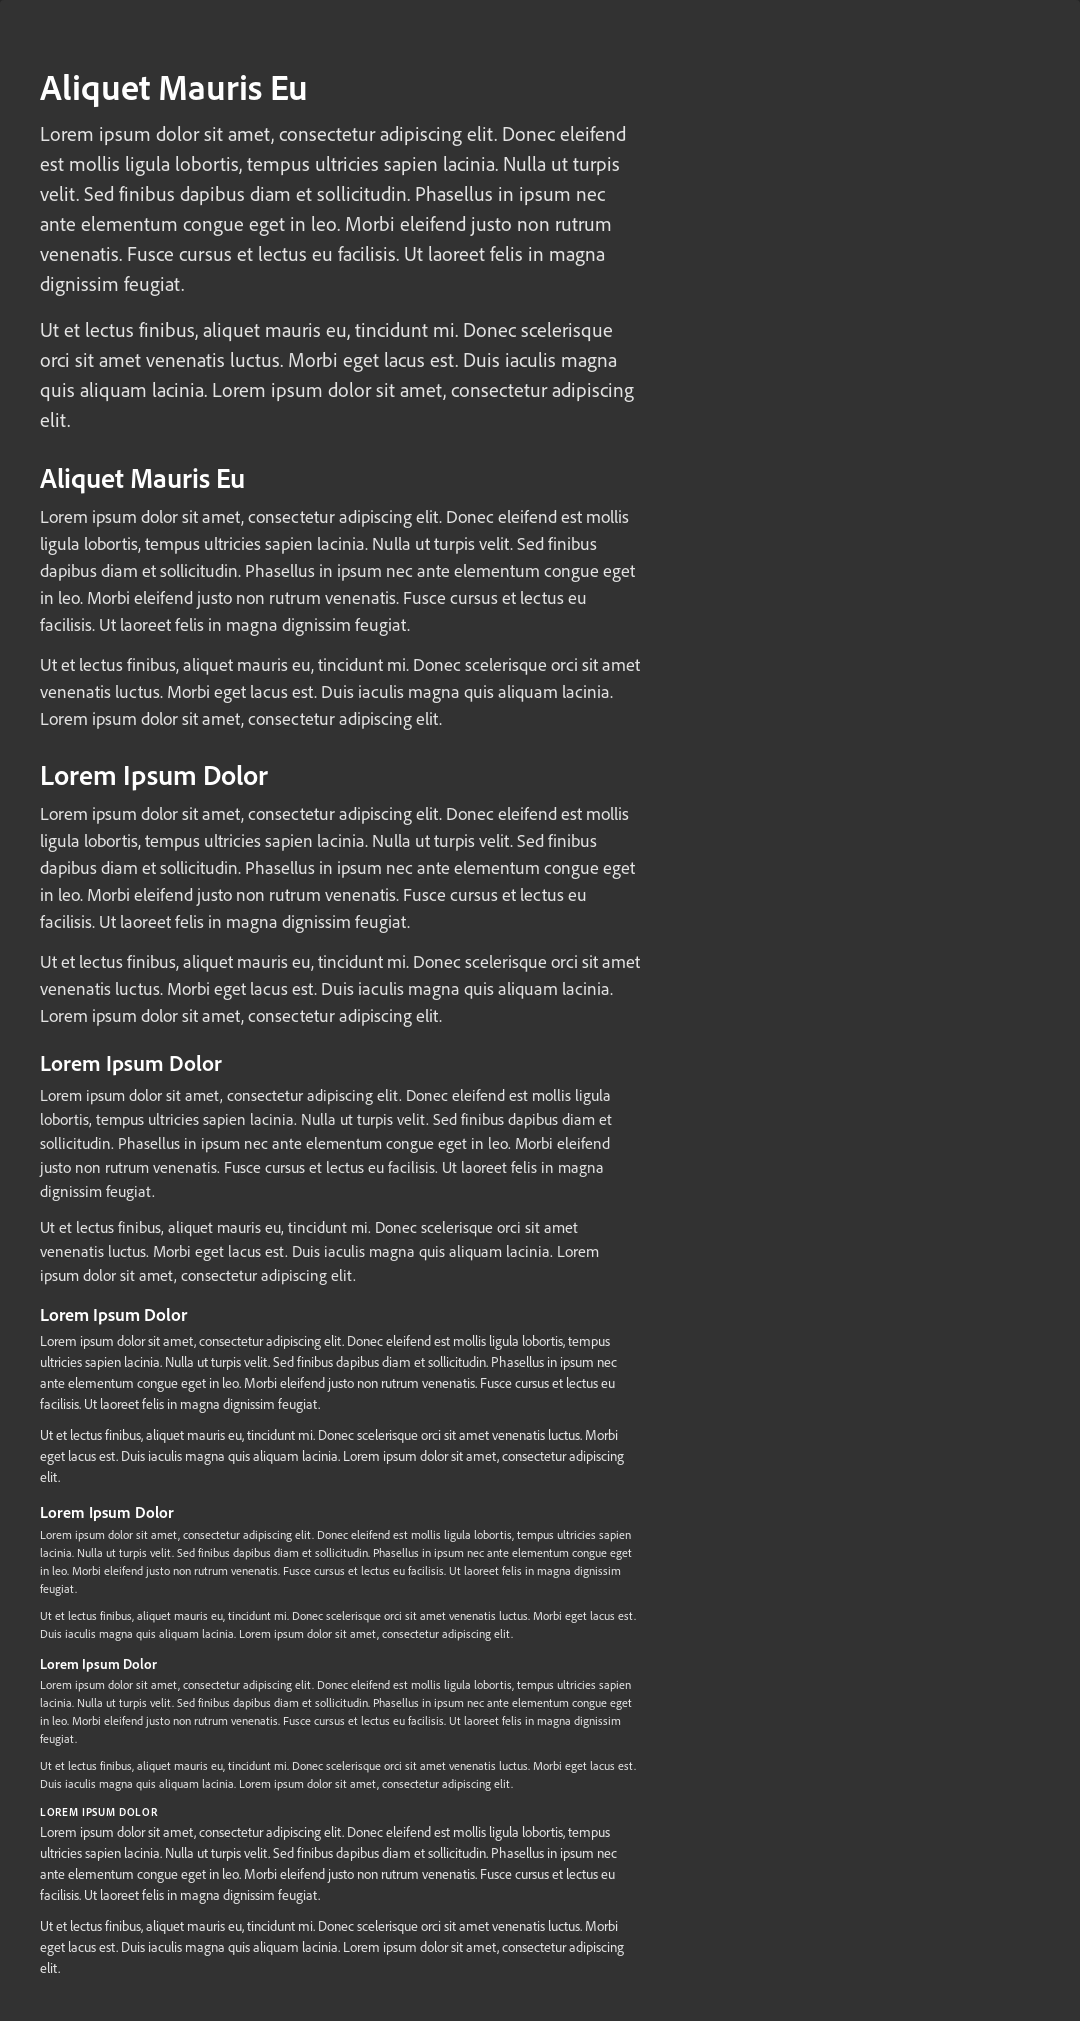 Aliquet Mauris Eu
Lorem ipsum dolor sit amet, consectetur adipiscing elit. Donec eleifend
est mollis ligula lobortis, tempus ultricies sapien lacinia. Nulla ut turpis
velit. Sed finibus dapibus diam et sollicitudin. Phasellus in ipsum nec
ante elementum congue eget in leo. Morbi eleifend justo non rutrum
venenatis. Fusce cursus et lectus eu facilisis. Ut laoreet felis in magna
dignissim feugiat.
Ut et lectus finibus, aliquet mauris eu, tincidunt mi. Donec scelerisque
orci sit amet venenatis luctus. Morbi eget lacus est. Duis iaculis magna
quis aliquam lacinia. Lorem ipsum dolor sit amet, consectetur adipiscing
elit.
Aliquet Mauris Eu
Lorem ipsum dolor sit amet, consectetur adipiscing elit. Donec eleifend est mollis
ligula lobortis, tempus ultricies sapien lacinia. Nulla ut turpis velit. Sed finibus
dapibus diam et sollicitudin. Phasellus in ipsum nec ante elementum congue eget
in leo. Morbi eleifend justo non rutrum venenatis. Fusce cursus et lectus eu
facilisis. Ut laoreet felis in magna dignissim feugiat.
Ut et lectus finibus, aliquet mauris eu, tincidunt mi. Donec scelerisque orci sit amet
venenatis luctus. Morbi eget lacus est. Duis iaculis magna quis aliquam lacinia.
Lorem ipsum dolor sit amet, consectetur adipiscing elit.
Lorem Ipsum Dolor
Lorem ipsum dolor sit amet, consectetur adipiscing elit. Donec eleifend est mollis
ligula lobortis, tempus ultricies sapien lacinia. Nulla ut turpis velit. Sed finibus
dapibus diam et sollicitudin. Phasellus in ipsum nec ante elementum congue eget
in leo. Morbi eleifend justo non rutrum venenatis. Fusce cursus et lectus eu
facilisis. Ut laoreet felis in magna dignissim feugiat.
Ut et lectus finibus, aliquet mauris eu, tincidunt mi. Donec scelerisque orci sit amet
venenatis luctus. Morbi eget lacus est. Duis iaculis magna quis aliquam lacinia.
Lorem ipsum dolor sit amet, consectetur adipiscing elit.
Lorem Ipsum Dolor
Lorem ipsum dolor sit amet, consectetur adipiscing elit. Donec eleifend est mollis ligula
lobortis, tempus ultricies sapien lacinia. Nulla ut turpis velit. Sed finibus dapibus diam et
sollicitudin. Phasellus in ipsum nec ante elementum congue eget in leo. Morbi eleifend
justo non rutrum venenatis. Fusce cursus et lectus eu facilisis. Ut laoreet felis in magna
dignissim feugiat.
Ut et lectus finibus, aliquet mauris eu, tincidunt mi. Donec scelerisque orci sit amet
venenatis luctus. Morbi eget lacus est. Duis iaculis magna quis aliquam lacinia. Lorem
ipsum dolor sit amet, consectetur adipiscing elit.
Lorem Ipsum Dolor
Lorem ipsum dolor sit amet, consectetur adipiscing elit. Donec eleifend est mollis ligula lobortis, tempus
ultricies sapien lacinia. Nulla ut turpis velit. Sed finibus dapibus diam et sollicitudin. Phasellus in ipsum nec
ante elementum congue eget in leo. Morbi eleifend justo non rutrum venenatis. Fusce cursus et lectus eu
facilisis. Ut laoreet felis in magna dignissim feugiat.
Ut et lectus finibus, aliquet mauris eu, tincidunt mi. Donec scelerisque orci sit amet venenatis luctus. Morbi
eget lacus est. Duis iaculis magna quis aliquam lacinia. Lorem ipsum dolor sit amet, consectetur adipiscing
elit.
Lorem Ipsum Dolor
Lorem ipsum dolor sit amet, consectetur adipiscing elit. Donec eleifend est mollis ligula lobortis, tempus ultricies sapien
lacinia. Nulla ut turpis velit. Sed finibus dapibus diam et sollicitudin. Phasellus in ipsum nec ante elementum congue eget
in leo. Morbi eleifend justo non rutrum venenatis. Fusce cursus et lectus eu facilisis. Ut laoreet felis in magna dignissim
feugiat.
Ut et lectus finibus, aliquet mauris eu, tincidunt mi. Donec scelerisque orci sit amet venenatis luctus. Morbi eget lacus est.
Duis iaculis magna quis aliquam lacinia. Lorem ipsum dolor sit amet, consectetur adipiscing elit.
Lorem Ipsum Dolor
Lorem ipsum dolor sit amet, consectetur adipiscing elit. Donec eleifend est mollis ligula lobortis, tempus ultricies sapien
lacinia. Nulla ut turpis velit. Sed finibus dapibus diam et sollicitudin. Phasellus in ipsum nec ante elementum congue eget
in leo. Morbi eleifend justo non rutrum venenatis. Fusce cursus et lectus eu facilisis. Ut laoreet felis in magna dignissim
feugiat.
Ut et lectus finibus, aliquet mauris eu, tincidunt mi. Donec scelerisque orci sit amet venenatis luctus. Morbi eget lacus est.
Duis iaculis magna quis aliquam lacinia. Lorem ipsum dolor sit amet, consectetur adipiscing elit.
LOREM IPSUM DOLOR
Lorem ipsum dolor sit amet, consectetur adipiscing elit. Donec eleifend est mollis ligula lobortis, tempus
ultricies sapien lacinia. Nulla ut turpis velit. Sed finibus dapibus diam et sollicitudin. Phasellus in ipsum nec
ante elementum congue eget in leo. Morbi eleifend justo non rutrum venenatis. Fusce cursus et lectus eu
facilisis. Ut laoreet felis in magna dignissim feugiat.
Ut et lectus finibus, aliquet mauris eu, tincidunt mi. Donec scelerisque orci sit amet venenatis luctus. Morbi
eget lacus est. Duis iaculis magna quis aliquam lacinia. Lorem ipsum dolor sit amet, consectetur adipiscing
elit.